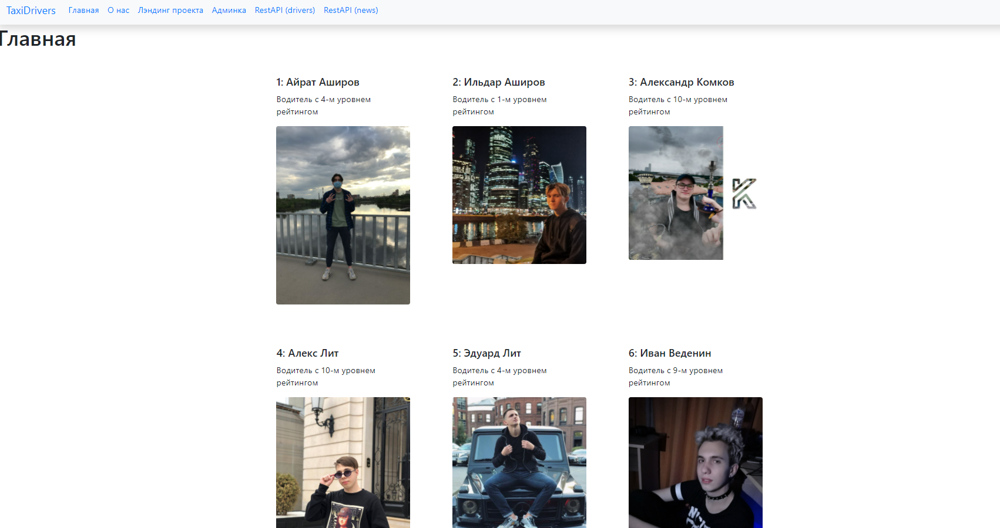 TaxiDrivers Главная О нас Лэндинг проекта Админка RestAPI (drivers) RestAPI (news)
Главная
1: Айрат Аширов
Водитель с 4-м уровнем
рейтингом
2: Ильдар Аширов
Водитель с 1-м уровнем
рейтингом
3: Александр Комков
Водитель с 10-м уровнем
рейтингом
K
4: Алекс Лит
Водитель с 10-м уровнем
рейтингом
5: Эдуард Лит
Водитель с 4-м уровнем
рейтингом
6: Иван Веденин
Водитель с 9-м уровнем
рейтингом